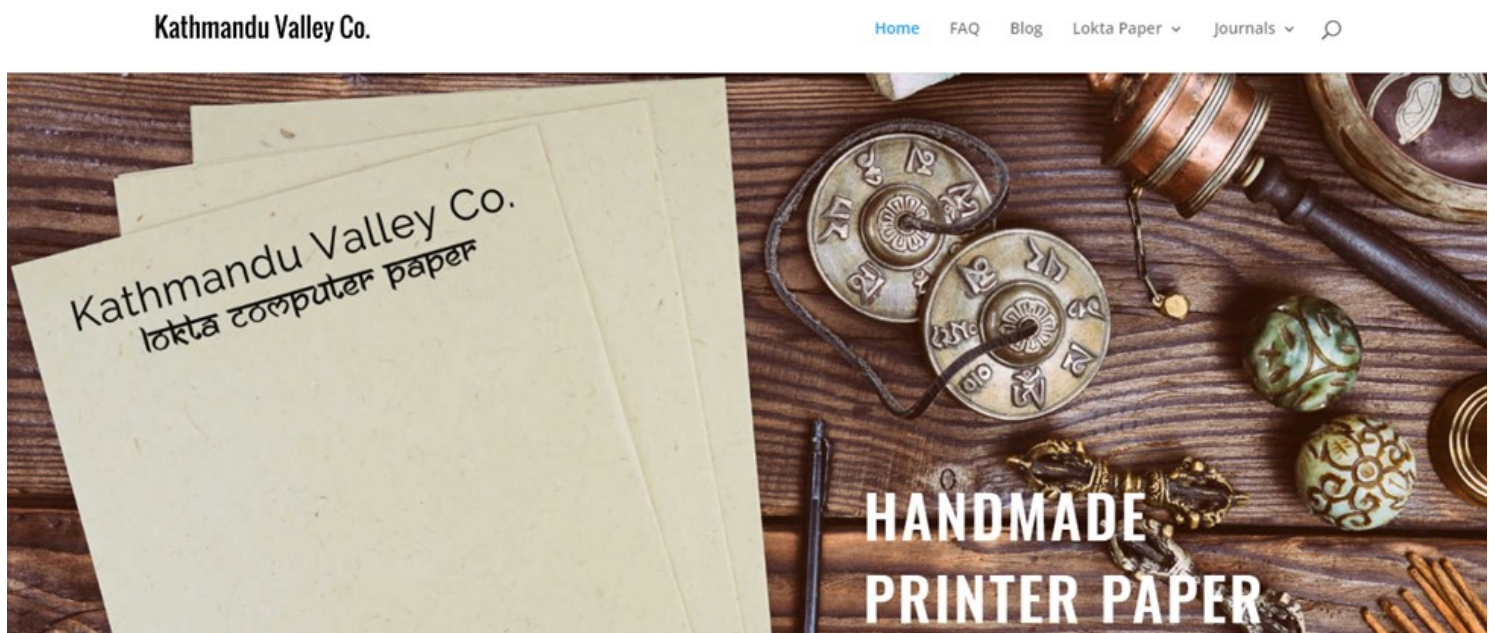 Kathmandu Valley Co.
Home FAQ Blog Lokta Paper Journals
Kathmandu Valley Co.
lokta computer paper
HANDMADE
PRINTER PAPER